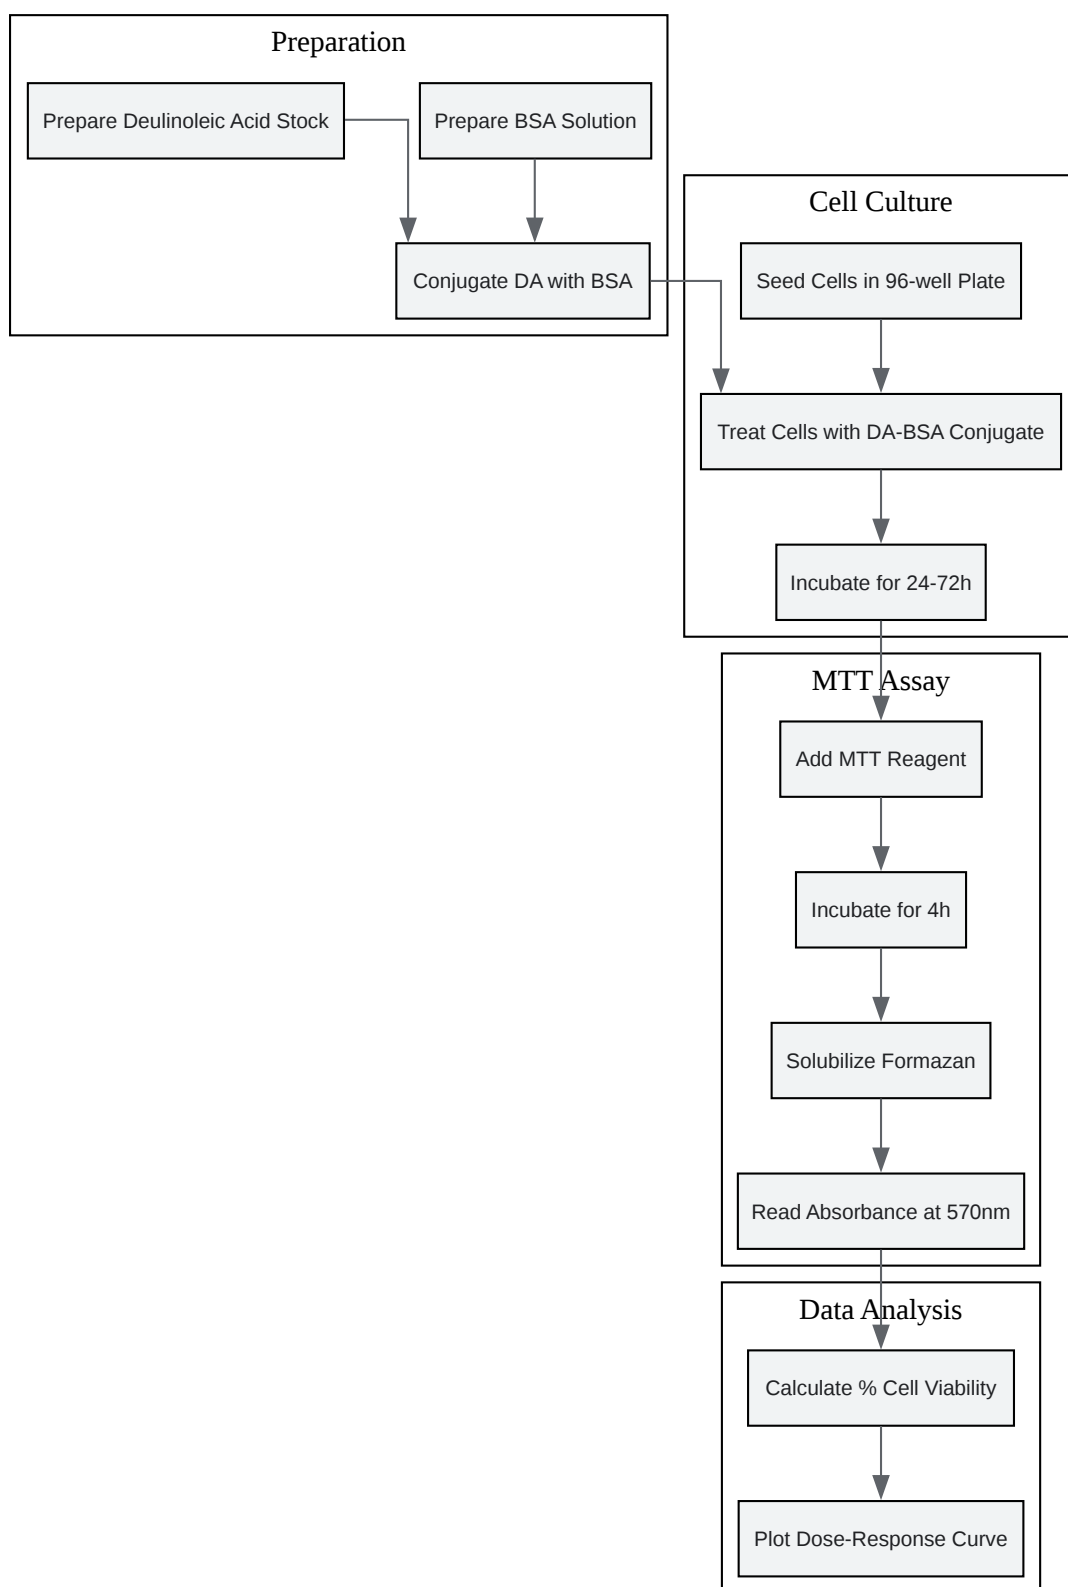 Preparation
Prepare Deulinoleic Acid Stock
Prepare BSA Solution
Conjugate DA with BSA
Cell Culture
Seed Cells in 96-well Plate
Treat Cells with DA-BSA Conjugate
Incubate for 24-72h
MTT Assay
Add MTT Reagent
Incubate for 4h
Solubilize Formazan
Read Absorbance at 570nm
Data Analysis
Calculate % Cell Viability
Plot Dose-Response Curve